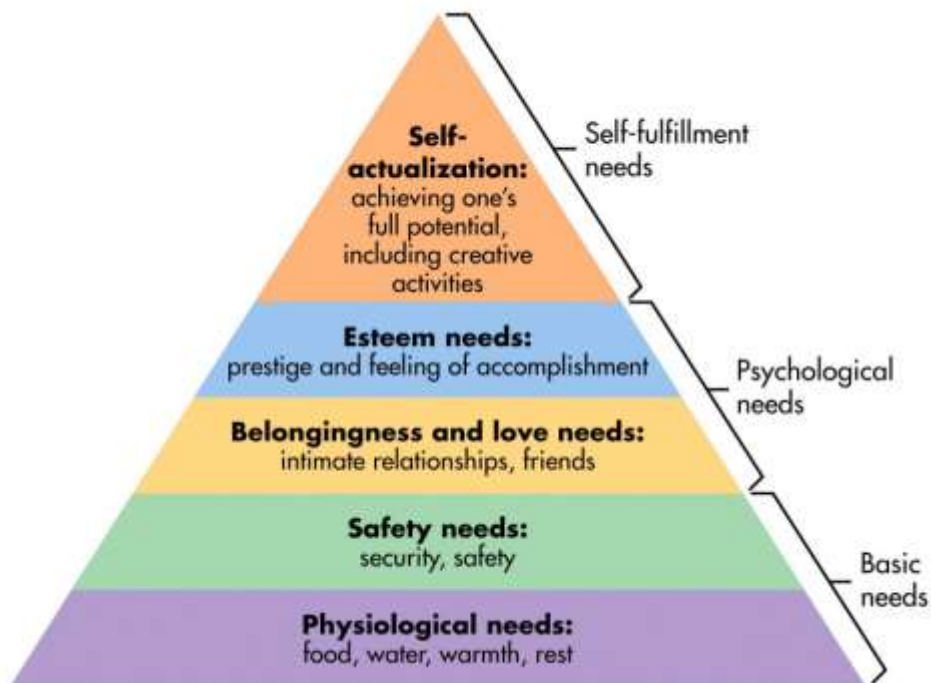 Self-
actualization:
achieving one's
full potential,
including creative
activities
Esteem needs:
prestige and feeling of accomplishment
Belongingness and love needs:
intimate relationships, friends
Safety needs:
security, safety
Physiological needs:
food, water, warmth, rest
Self-fulfillment
needs
Psychological
needs
Basic
needs